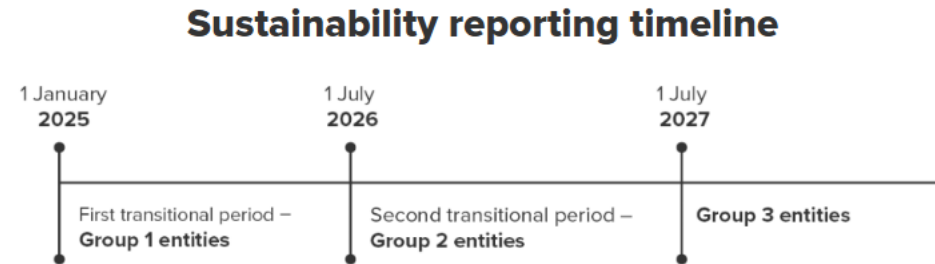 Sustainability reporting timeline
1 January
2025
1 July
2026
1 July
2027
First transitional period –
Group 1 entities
Second transitional period –
Group 2 entities
Group 3 entities